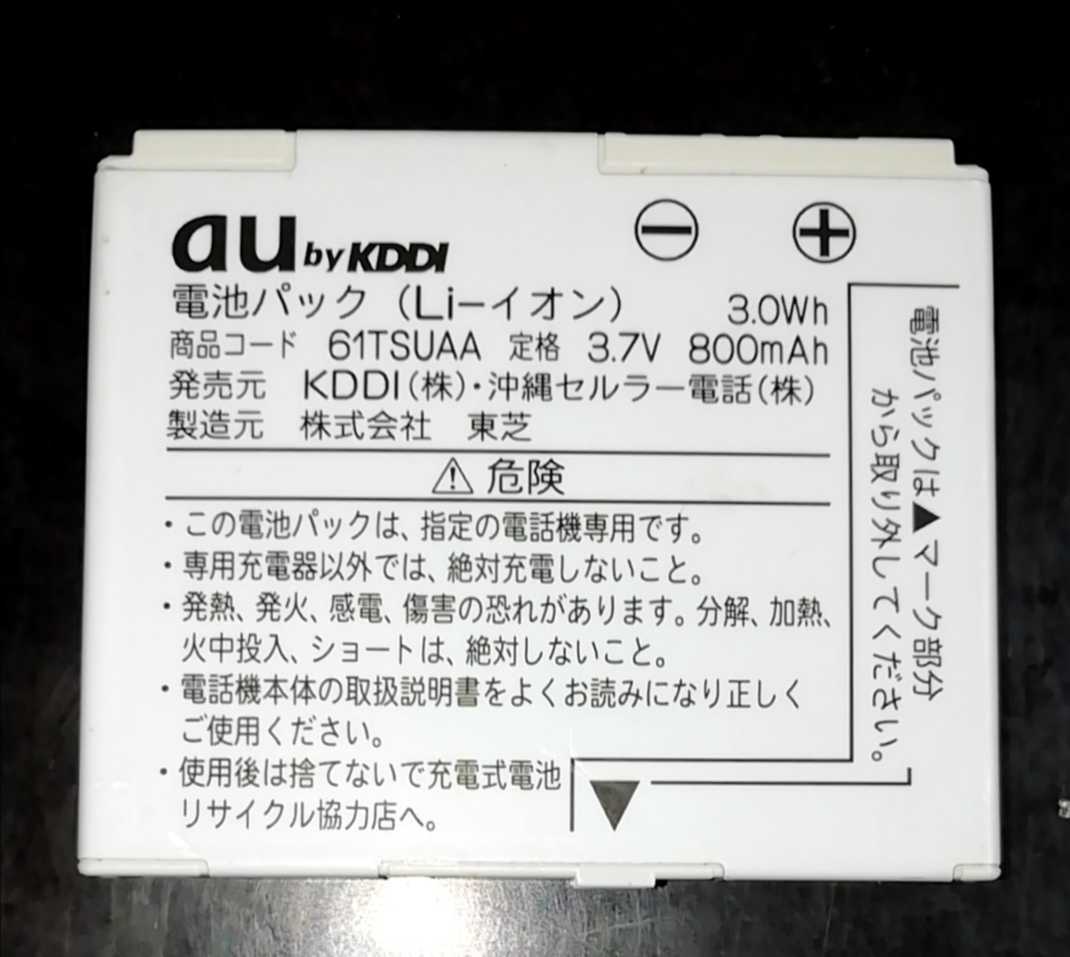 au by KDDI
⊖ ⊕
電池パック（Li-イオン） 3.0Wh
商品コード 61TSUAA 定格 3.7V 800mAh
発売元 KDDI（株）・沖縄セルラー電話（株）
製造元 株式会社 東芝
⚠ 危険
・この電池パックは、指定の電話機専用です。
・専用充電器以外では、絶対充電しないこと。
・発熱、発火、感電、傷害の恐れがあります。分解、加熱、
火中投入、ショートは、絶対しないこと。
・電話機本体の取扱説明書をよくお読みになり正しく
ご使用ください。
・使用後は捨てないで充電式電池
リサイクル協力店へ。
電池パックは▲マーク部分
から取り外してください。